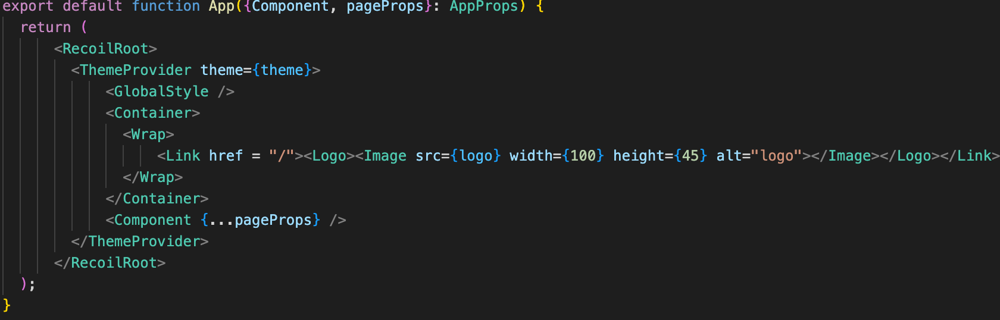 export default function App({Component, pageProps}: AppProps) {
return (
<RecoilRoot>
<ThemeProvider theme={theme}>
<GlobalStyle />
<Container>
<Wrap>
<Link href = "/"><Logo><Image src={logo} width={100} height={45} alt="logo"></Image></Logo></Link>
</Wrap>
</Container>
<Component {...pageProps} />
</ThemeProvider>
</RecoilRoot>
);
}